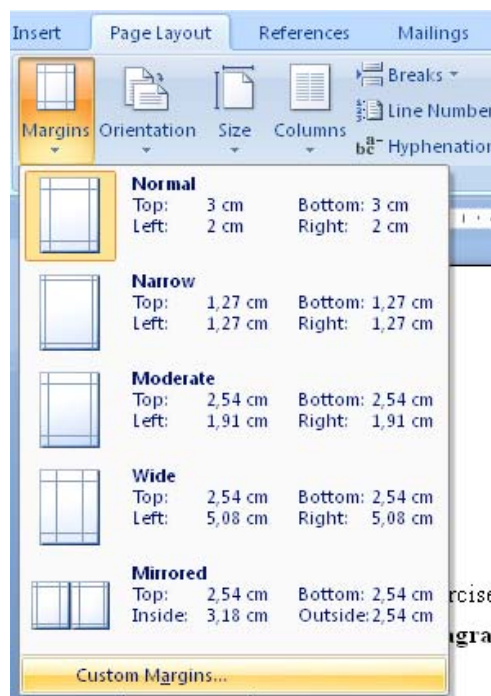 Insert Page Layout References Mailings
Breaks
Line Number
Margins Orientation Size Columns
Hyphenation
Normal
Top: 3 cm Bottom: 3 cm
Left: 2 cm Right: 2 cm
Narrow
Top: 1,27 cm Bottom: 1,27 cm
Left: 1,27 cm Right: 1,27 cm
Moderate
Top: 2,54 cm Bottom: 2,54 cm
Left: 1,91 cm Right: 1,91 cm
Wide
Top: 2,54 cm Bottom: 2,54 cm
Left: 5,08 cm Right: 5,08 cm
Mirrored
Top: 2,54 cm Bottom: 2,54 cm
Inside: 3,18 cm Outside: 2,54 cm
rcise
agra
Custom Margins...